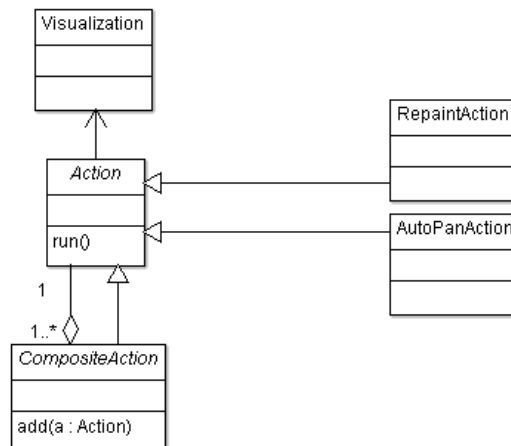 Visualization
RepaintAction
Action
run()
AutoPanAction
1
1..*
CompositeAction
add(a : Action)